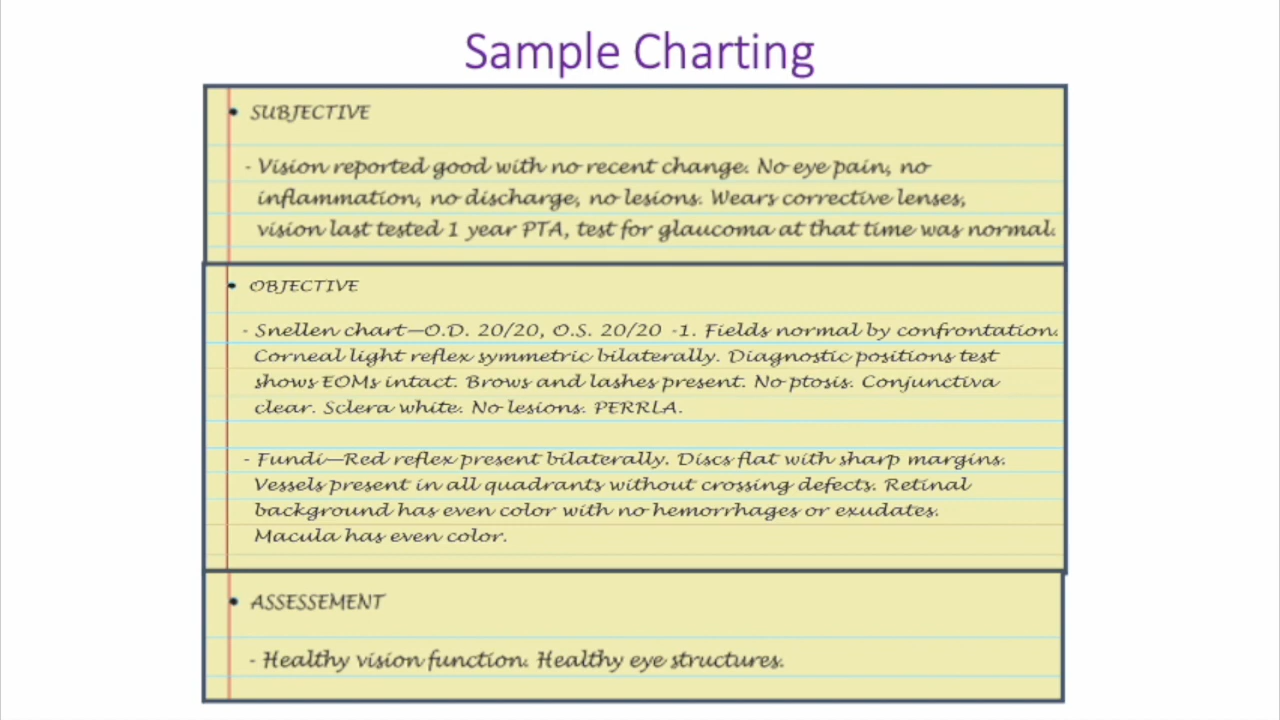 Sample Charting
• SUBJECTIVE
- Vision reported good with no recent change. No eye pain, no
inflammation, no discharge, no lesions. Wears corrective lenses,
vision last tested 1 year PTA, test for glaucoma at that time was normal.
• OBJECTIVE
- Snellen chart—O.D. 20/20, O.S. 20/20 -1. Fields normal by confrontation.
Corneal light reflex symmetric bilaterally. Diagnostic positions test
shows EOMs intact. Brows and lashes present. No ptosis. Conjunctiva
clear. Sclera white. No lesions. PERRLA.
- Fundi—Red reflex present bilaterally. Discs flat with sharp margins.
Vessels present in all quadrants without crossing defects. Retinal
background has even color with no hemorrhages or exudates.
Macula has even color.
• ASSESSEMENT
- Healthy vision function. Healthy eye structures.